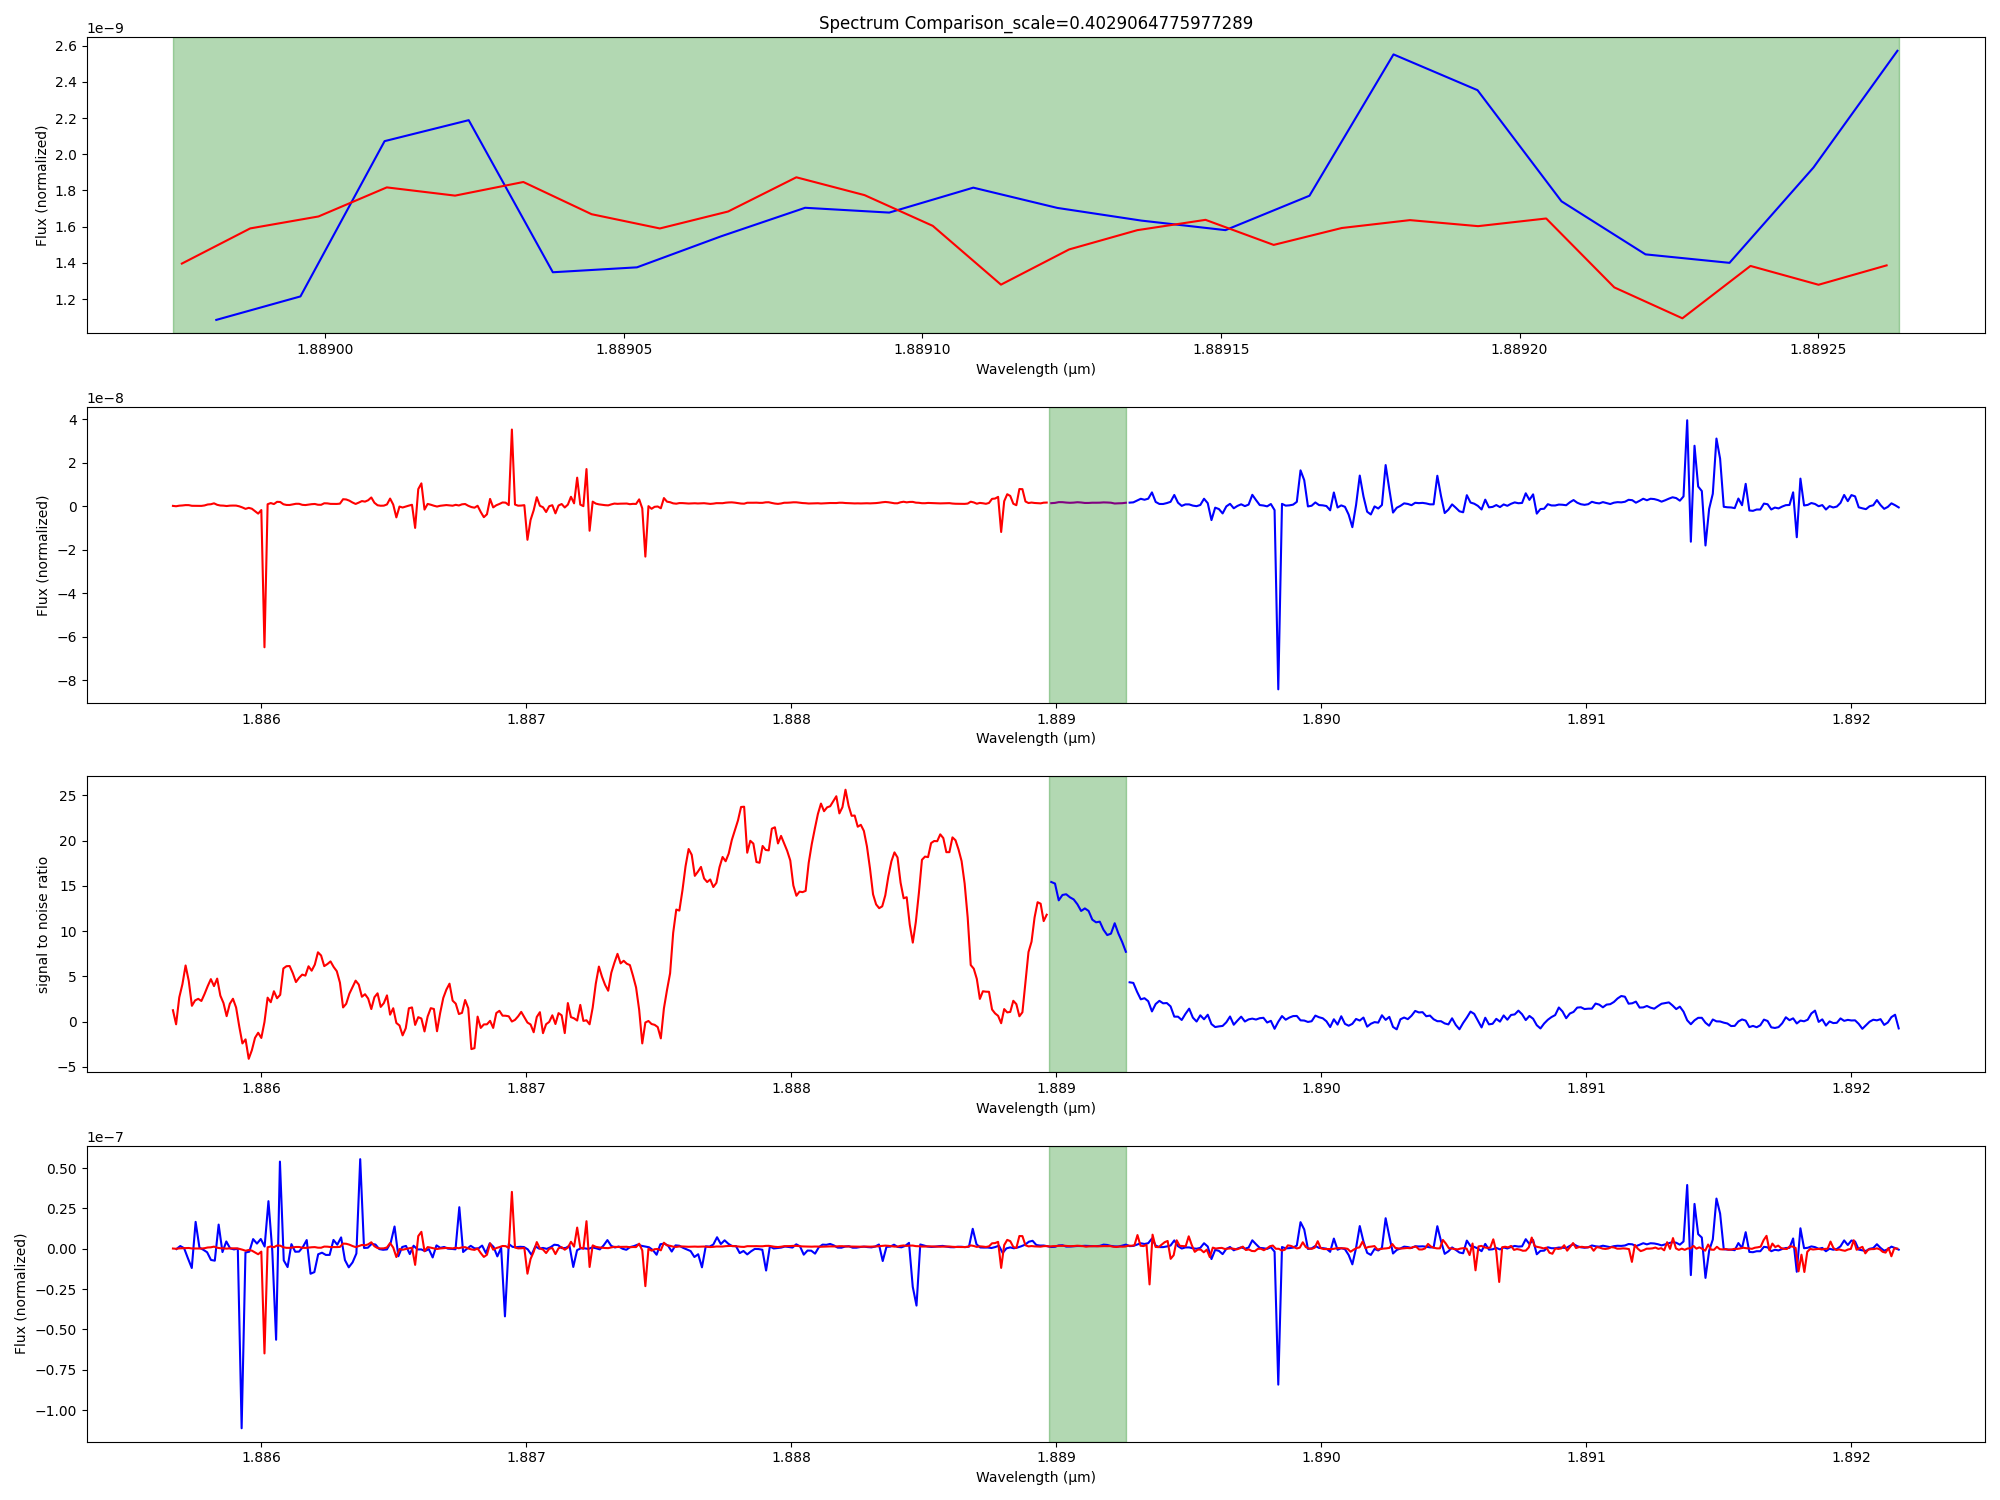 Spectrum Comparison_scale=0.4029064775977289
1e−9
2.6
2.4
2.2
2.0
1.8
1.6
1.4
1.2
Flux (normalized)
1.88900 1.88905 1.88910 1.88915 1.88920 1.88925
Wavelength (μm)
1e−8
4
2
0
−2
−4
−6
−8
Flux (normalized)
1.886 1.887 1.888 1.889 1.890 1.891 1.892
Wavelength (μm)
25
20
15
10
5
0
−5
signal to noise ratio
1.886 1.887 1.888 1.889 1.890 1.891 1.892
Wavelength (μm)
1e−7
0.50
0.25
0.00
−0.25
−0.50
−0.75
−1.00
Flux (normalized)
1.886 1.887 1.888 1.889 1.890 1.891 1.892
Wavelength (μm)